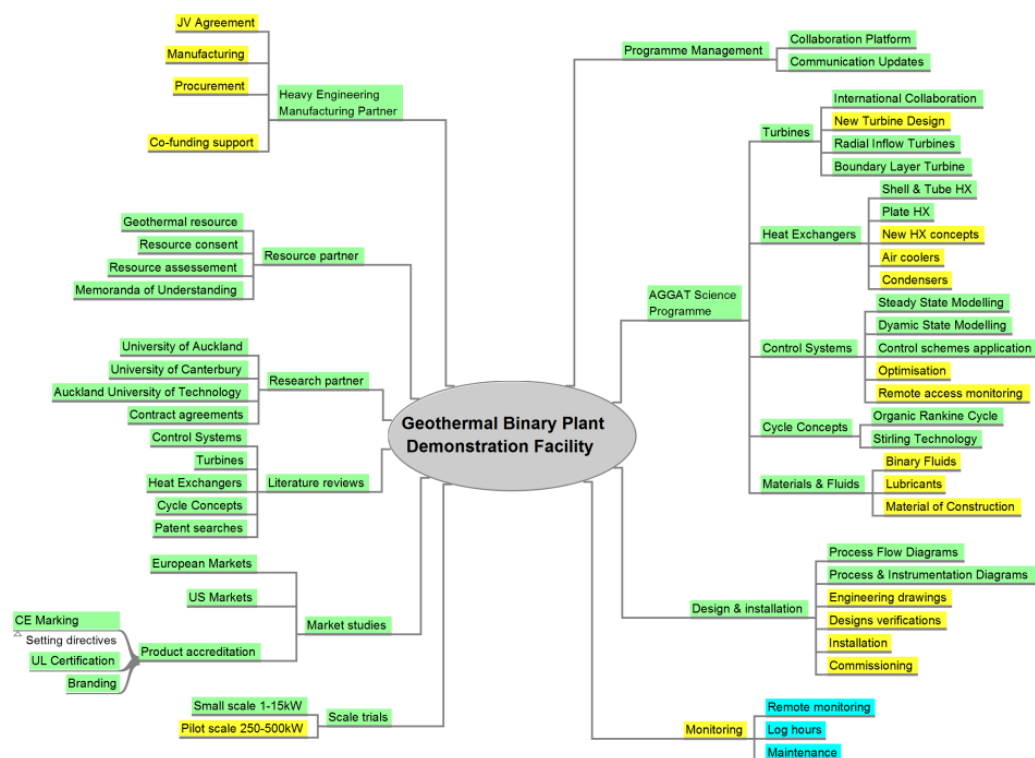 JV Agreement
Manufacturing
Procurement
Co-funding support
Heavy Engineering
Manufacturing Partner
Geothermal resource
Resource consent
Resource assessement
Memoranda of Understanding
Resource partner
University of Auckland
University of Canterbury
Auckland University of Technology
Contract agreements
Research partner
Control Systems
Turbines
Heat Exchangers
Cycle Concepts
Patent searches
Literature reviews
European Markets
US Markets
CE Marking
Setting directives
UL Certification
Branding
Product accreditation
Market studies
Small scale 1-15kW
Pilot scale 250-500kW
Scale trials
Geothermal Binary Plant
Demonstration Facility
Programme Management
Collaboration Platform
Communication Updates
AGGAT Science
Programme
Turbines
International Collaboration
New Turbine Design
Radial Inflow Turbines
Boundary Layer Turbine
Heat Exchangers
Shell & Tube HX
Plate HX
New HX concepts
Air coolers
Condensers
Control Systems
Steady State Modelling
Dyamic State Modelling
Control schemes application
Optimisation
Remote access monitoring
Cycle Concepts
Organic Rankine Cycle
Stirling Technology
Materials & Fluids
Binary Fluids
Lubricants
Material of Construction
Design & installation
Process Flow Diagrams
Process & Instrumentation Diagrams
Engineering drawings
Designs verifications
Installation
Commissioning
Monitoring
Remote monitoring
Log hours
Maintenance